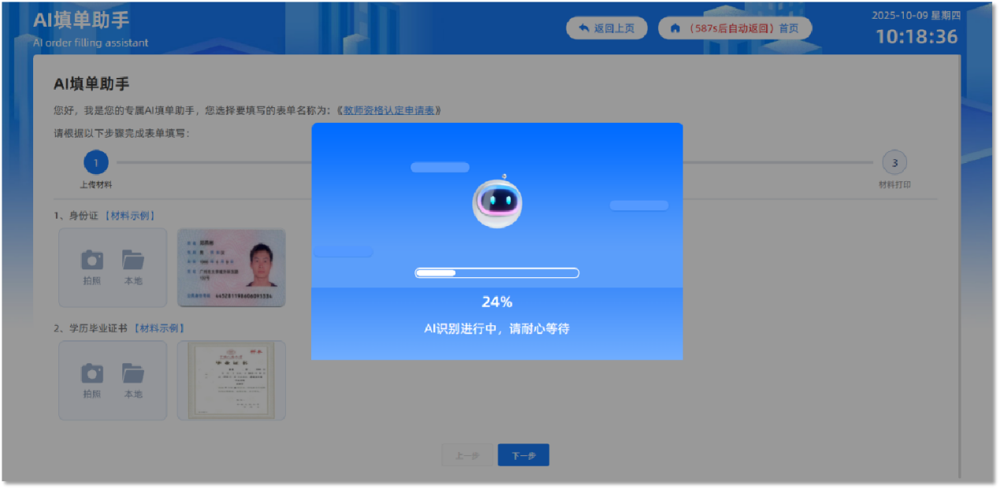 AI填单助手
AI order filling assistant
返回上页
（587s后自动返回）首页
2025-10-09 星期四
10:18:36
AI填单助手
您好，我是您的专属AI填单助手，您选择要填写的表单名称为：《教师资格认定申请表》
请根据以下步骤完成表单填写：
1
3
上传材料
材料打印
1、身份证【材料示例】
拍照
本地
24%
AI识别进行中，请耐心等待
2、学历毕业证书【材料示例】
拍照
本地
毕业证书
上一步
下一步